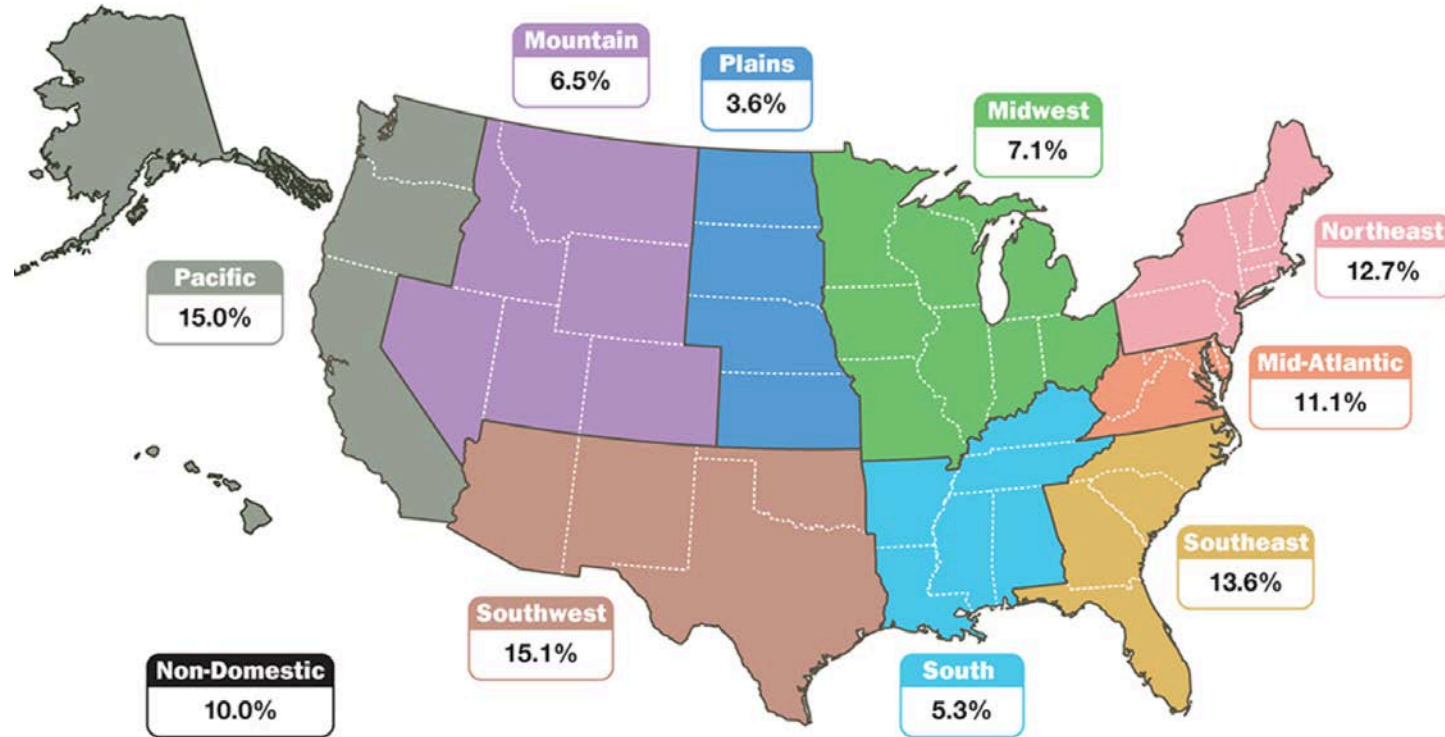 Mountain
6.5%
Plains
3.6%
Midwest
7.1%
Northeast
12.7%
Pacific
15.0%
Mid-Atlantic
11.1%
Southeast
13.6%
Southwest
15.1%
South
5.3%
Non-Domestic
10.0%